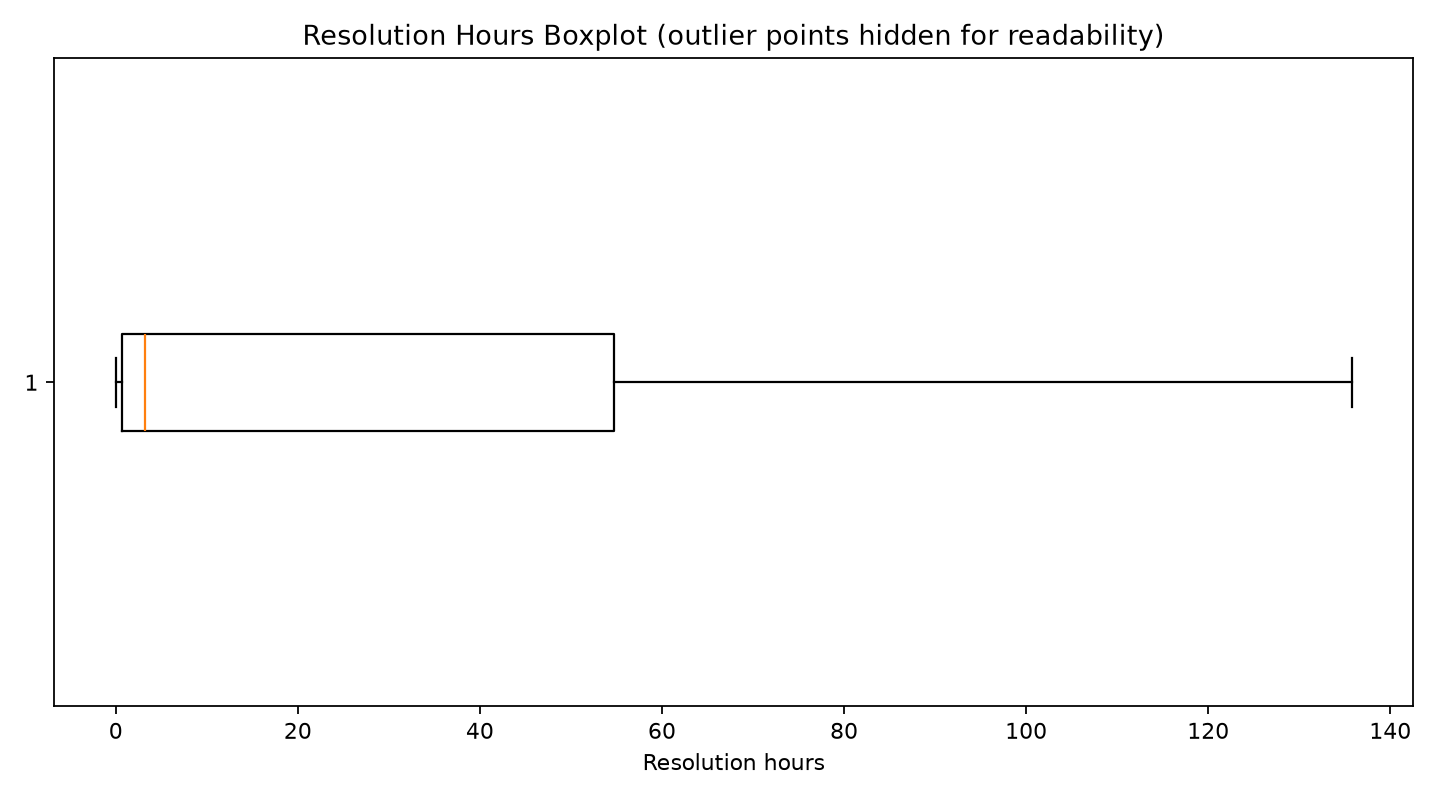 Resolution Hours Boxplot (outlier points hidden for readability)
1
0 20 40 60 80 100 120 140
Resolution hours